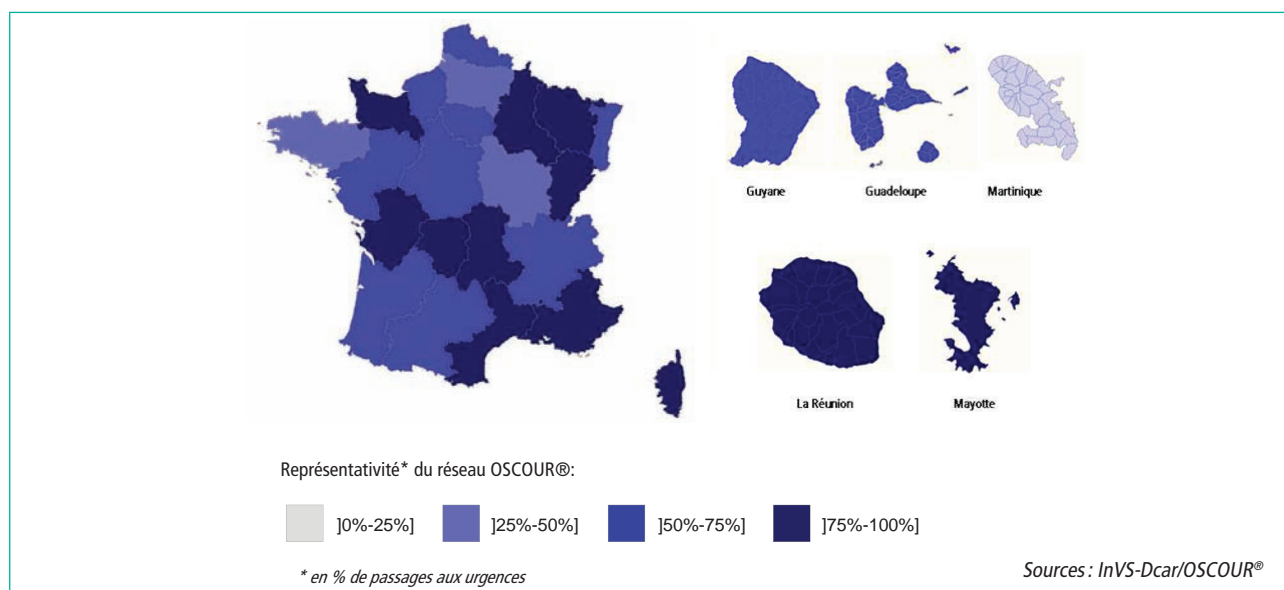 Guyane
Guadeloupe
Martinique
La Réunion
Mayotte
Représentativité* du réseau OSCOUR®:
]0%-25%]
]25%-50%]
]50%-75%]
]75%-100%]
* en % de passages aux urgences
Sources : InVS-Dcar/OSCOUR®